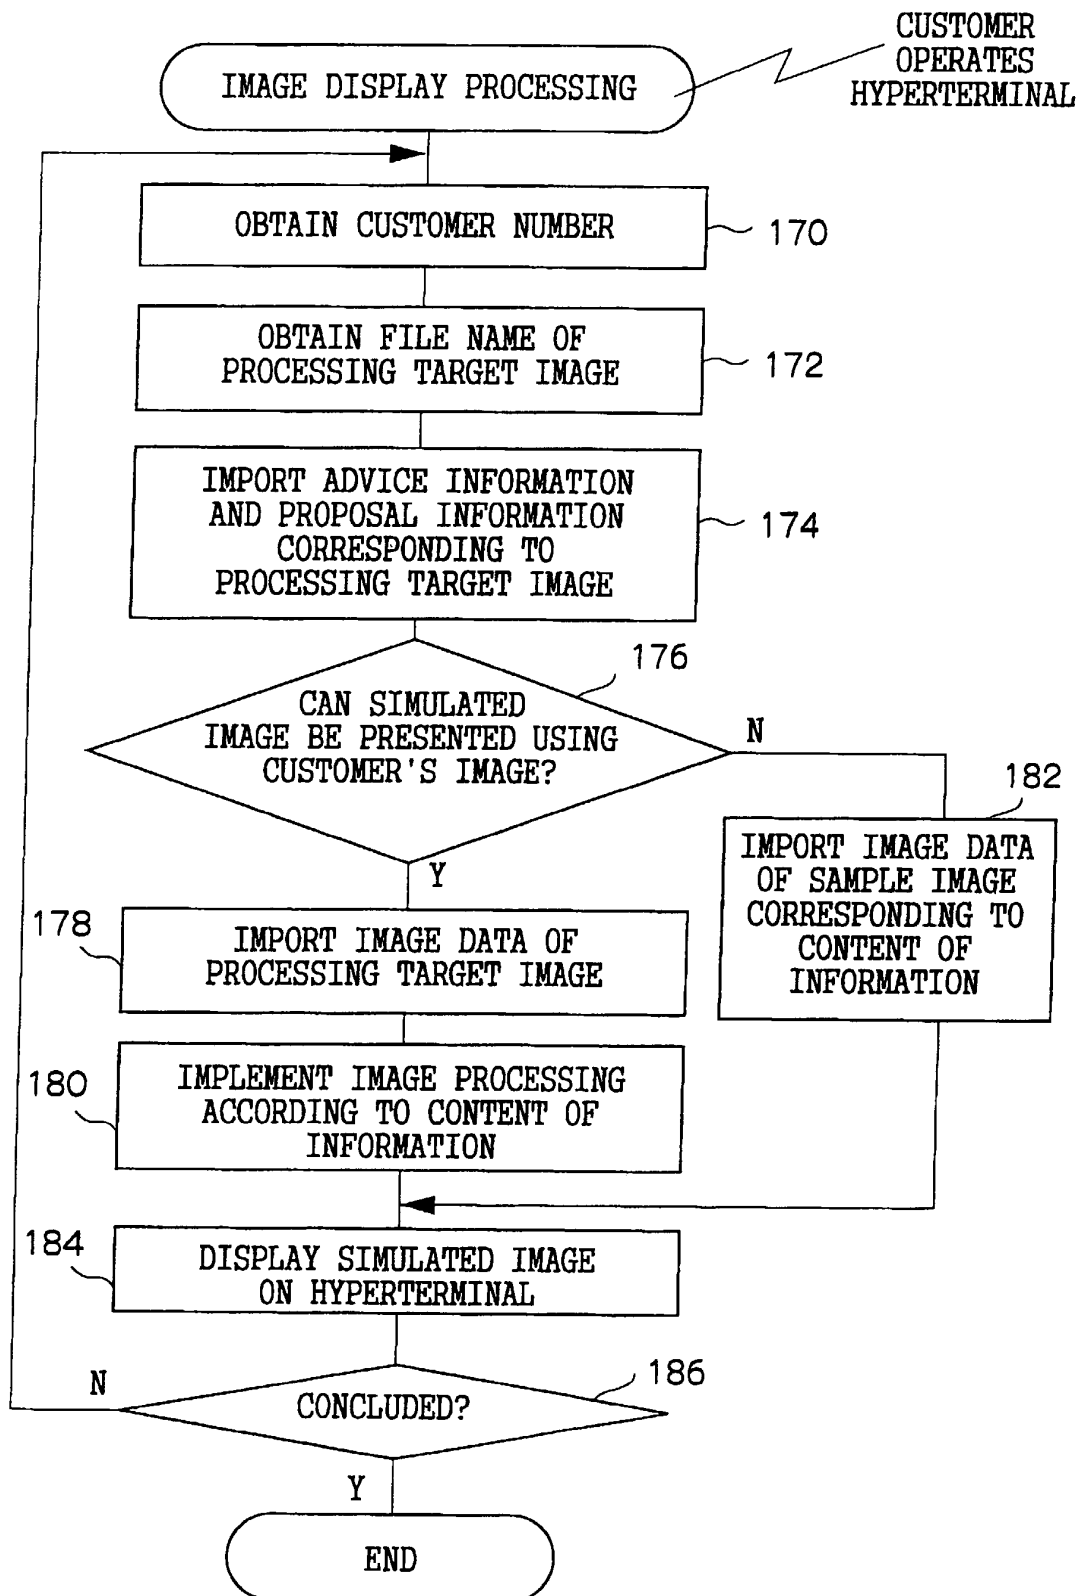 CUSTOMER
OPERATES
HYPERTERMINAL
IMAGE DISPLAY PROCESSING
OBTAIN CUSTOMER NUMBER
170
OBTAIN FILE NAME OF
PROCESSING TARGET IMAGE
172
IMPORT ADVICE INFORMATION
AND PROPOSAL INFORMATION
CORRESPONDING TO
PROCESSING TARGET IMAGE
174
176
CAN SIMULATED
IMAGE BE PRESENTED USING
CUSTOMER'S IMAGE?
N
Y
182
IMPORT IMAGE DATA
OF SAMPLE IMAGE
CORRESPONDING TO
CONTENT OF
INFORMATION
178
IMPORT IMAGE DATA OF
PROCESSING TARGET IMAGE
180
IMPLEMENT IMAGE PROCESSING
ACCORDING TO CONTENT OF
INFORMATION
184
DISPLAY SIMULATED IMAGE
ON HYPERTERMINAL
186
N
CONCLUDED?
Y
END